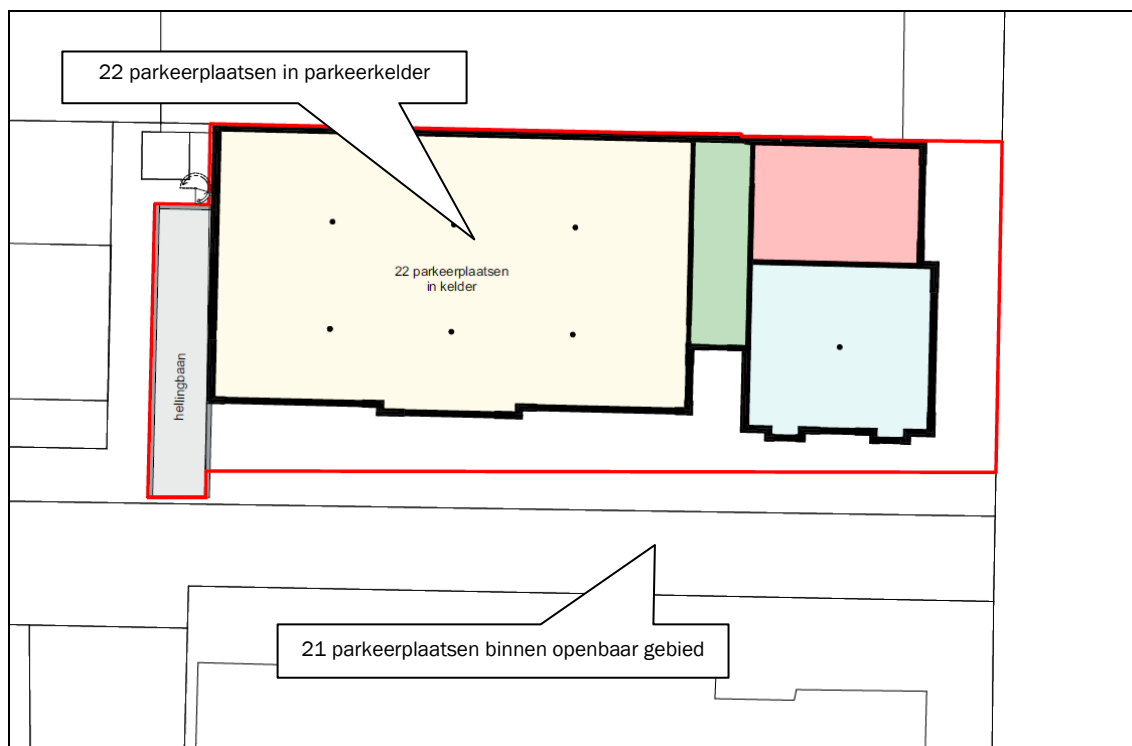 22 parkeerplaatsen in parkeerkelder
22 parkeerplaatsen
in kelder
hellingbaan
21 parkeerplaatsen binnen openbaar gebied